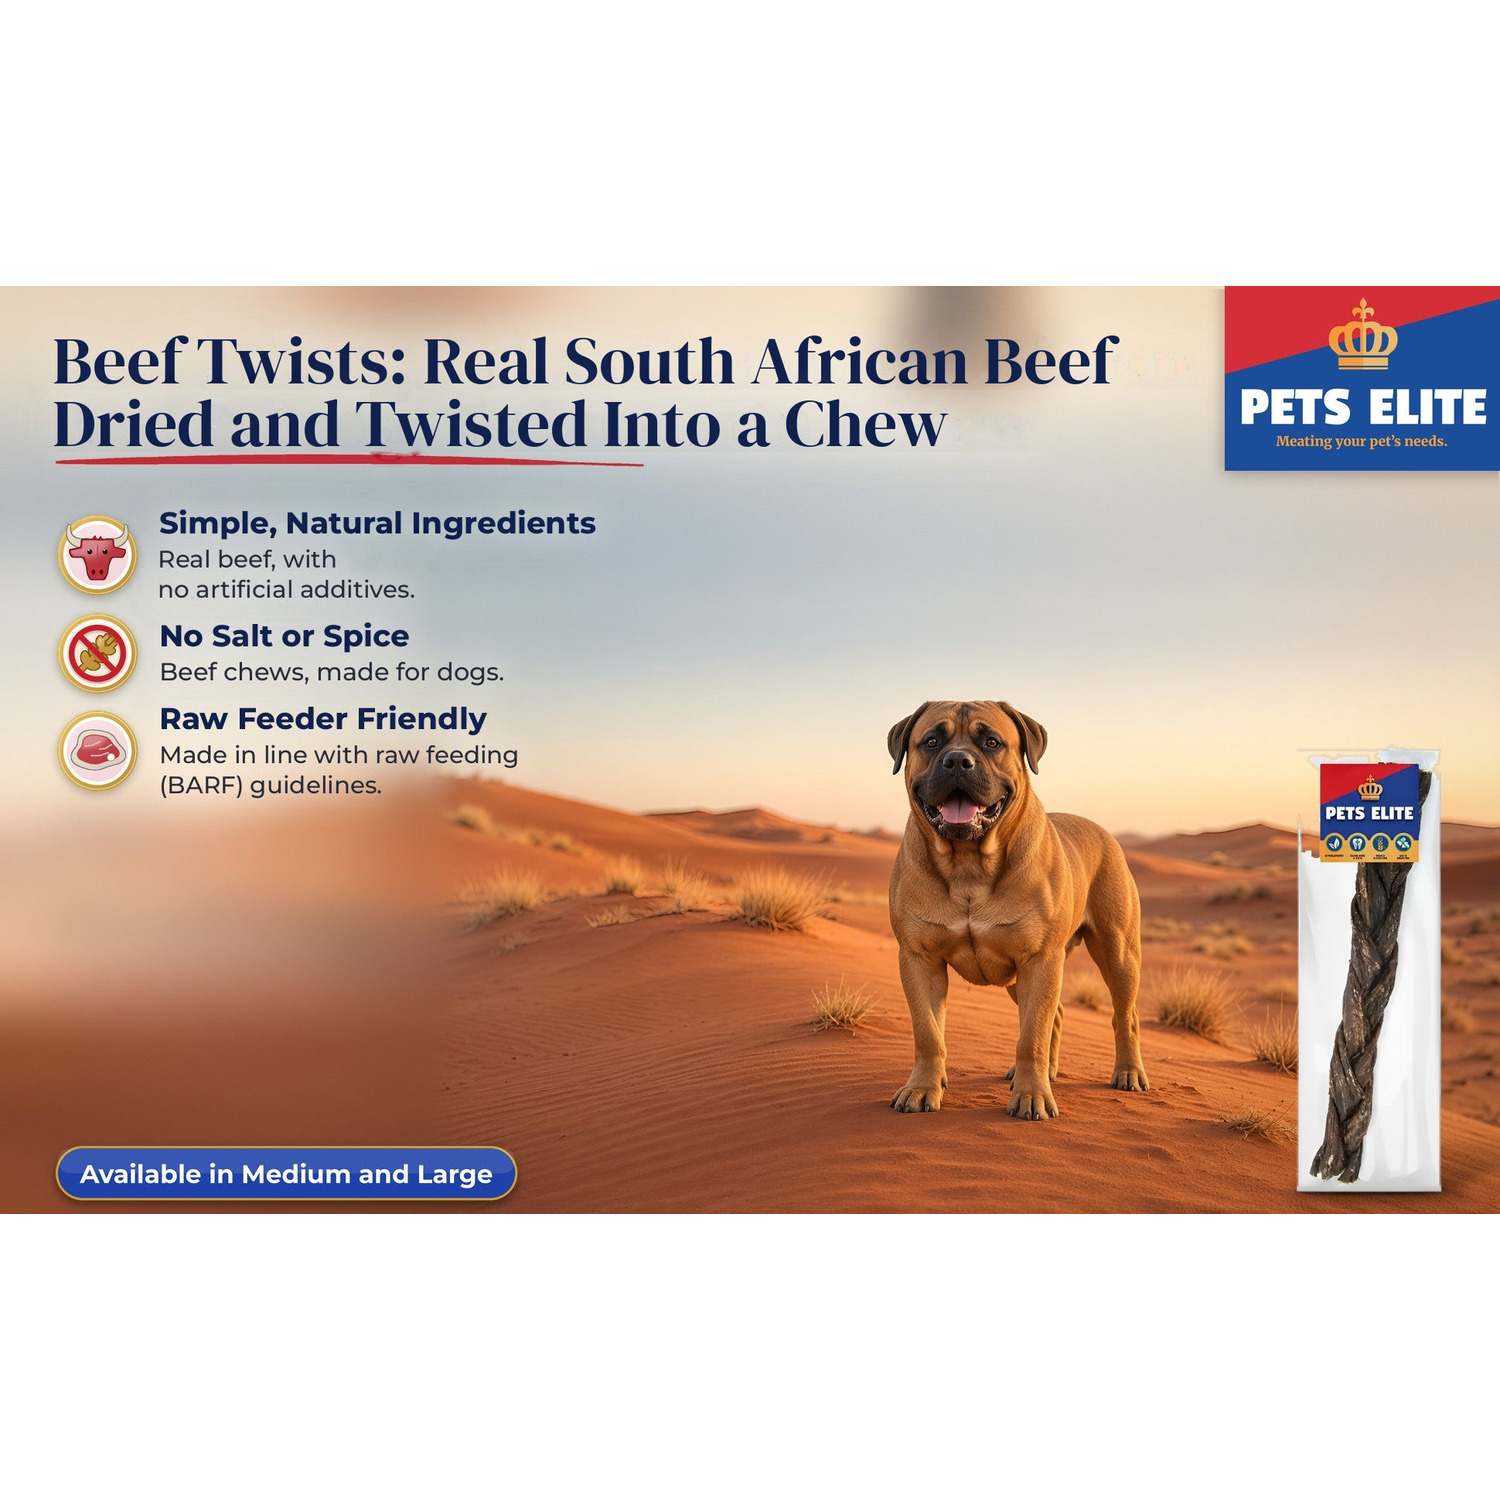 Beef Twists: Real South African Beef
Dried and Twisted Into a Chew
PETS ELITE
Meating your pet's needs.
Simple, Natural Ingredients
Real beef, with
no artificial additives.
No Salt or Spice
Beef chews, made for dogs.
Raw Feeder Friendly
Made in line with raw feeding
(BARF) guidelines.
PETS ELITE
Available in Medium and Large